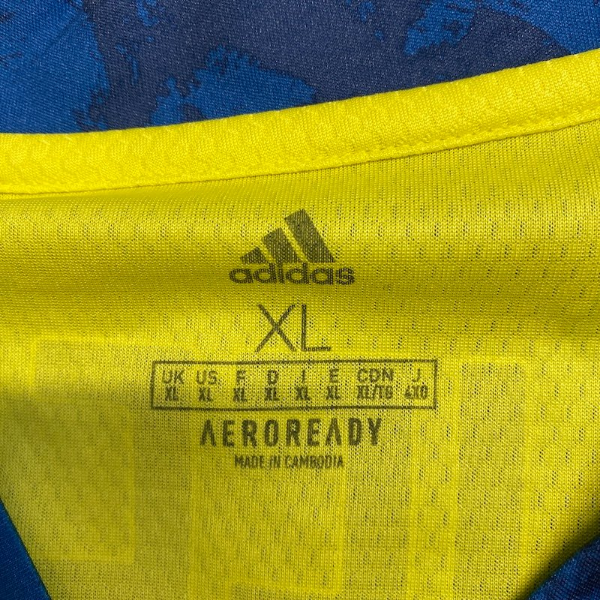 adidas
XL
UK US F D I E CDN J
XL XL XL XL XL XL XL/TG 4XO
AEROREADY
MADE IN CAMBODIA